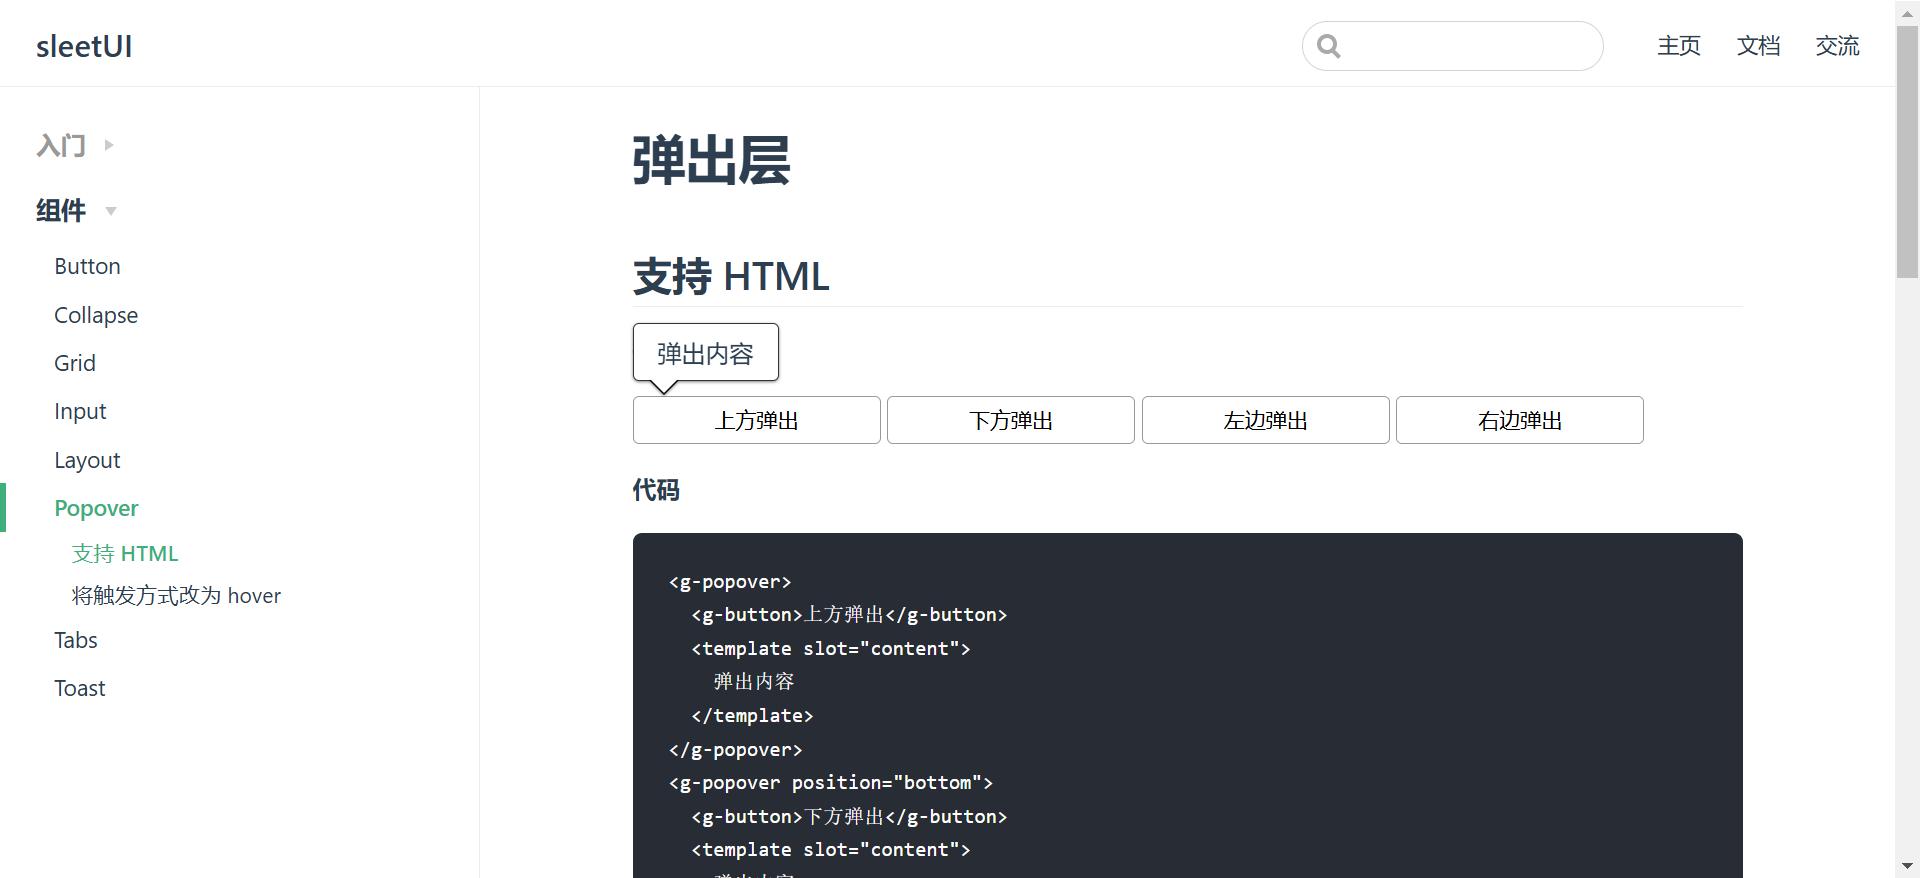 sleetUI
主页 文档 交流
入门
组件
Button
Collapse
Grid
Input
Layout
Popover
支持 HTML
将触发方式改为 hover
Tabs
Toast
弹出层
支持 HTML
弹出内容
上方弹出 下方弹出 左边弹出 右边弹出
代码
<g-popover>
  <g-button>上方弹出</g-button>
  <template slot="content">
    弹出内容
  </template>
</g-popover>
<g-popover position="bottom">
  <g-button>下方弹出</g-button>
  <template slot="content">